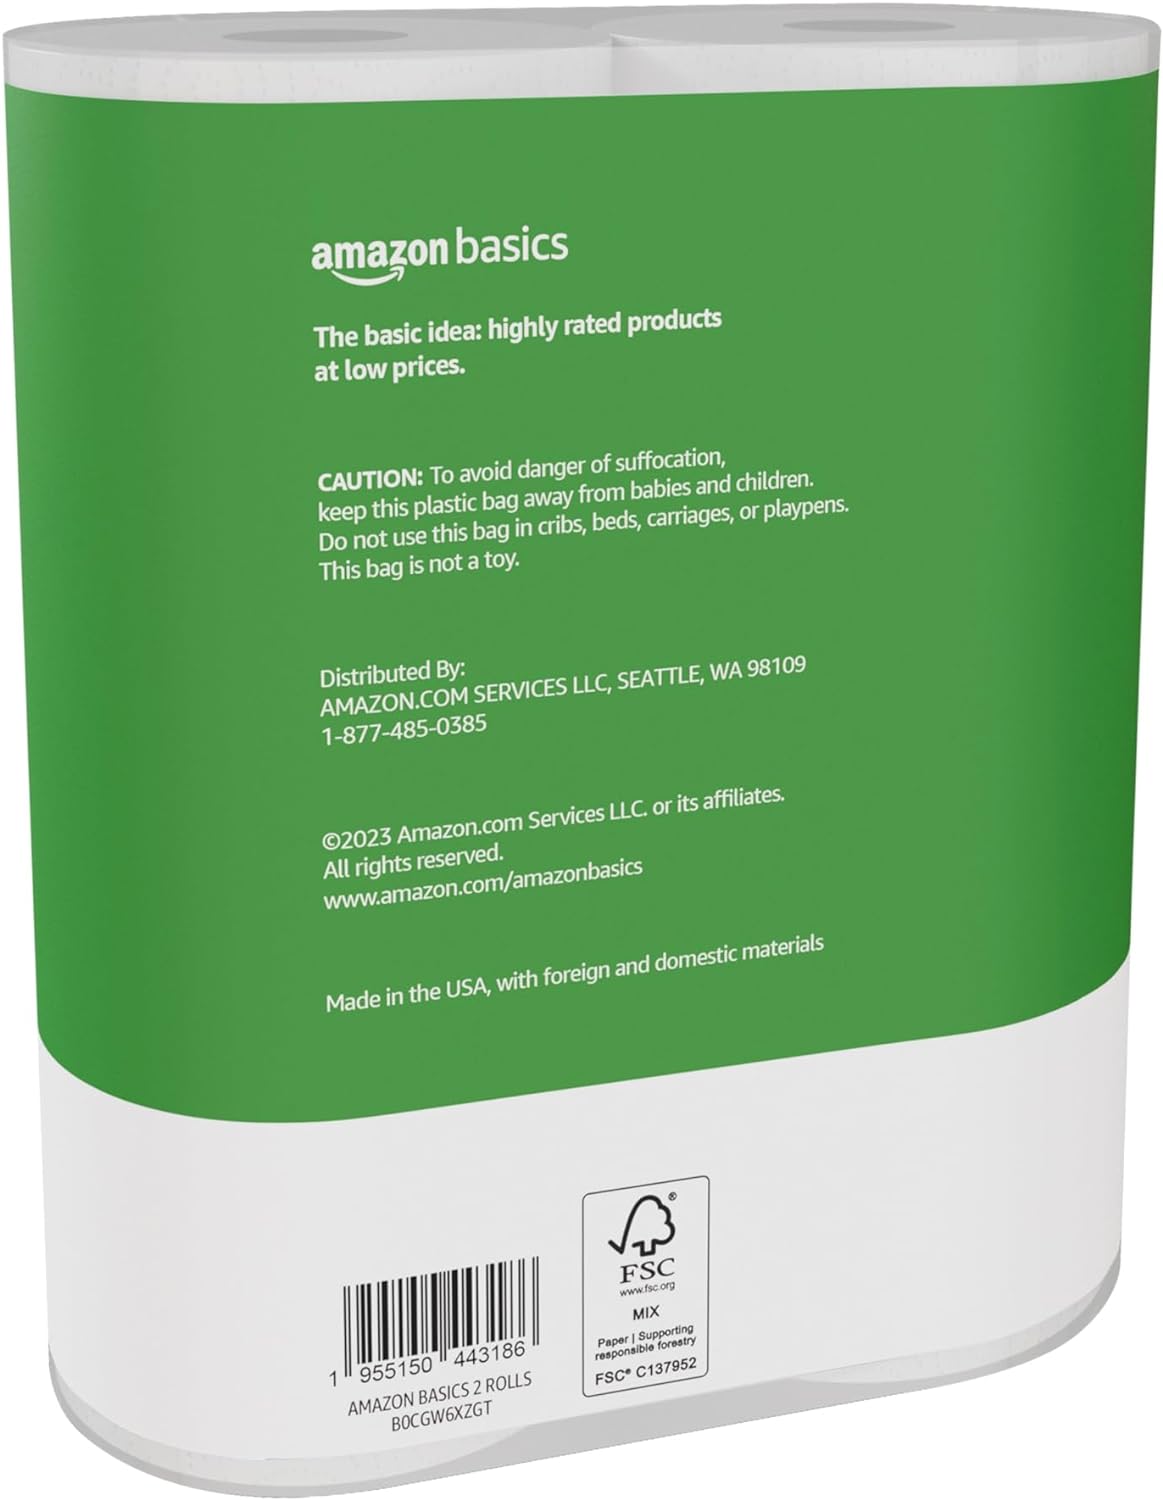 amazon basics
The basic idea: highly rated products
at low prices.
CAUTION: To avoid danger of suffocation,
keep this plastic bag away from babies and children.
Do not use this bag in cribs, beds, carriages, or playpens.
This bag is not a toy.
Distributed By:
AMAZON.COM SERVICES LLC, SEATTLE, WA 98109
1-877-485-0385
©2023 Amazon.com Services LLC. or its affiliates.
All rights reserved.
www.amazon.com/amazonbasics
Made in the USA, with foreign and domestic materials
1 955150 443186
AMAZON BASICS 2 ROLLS
B0CGW6XZGT
®
FSC
www.fsc.org
MIX
Paper | Supporting
responsible forestry
FSC® C137952